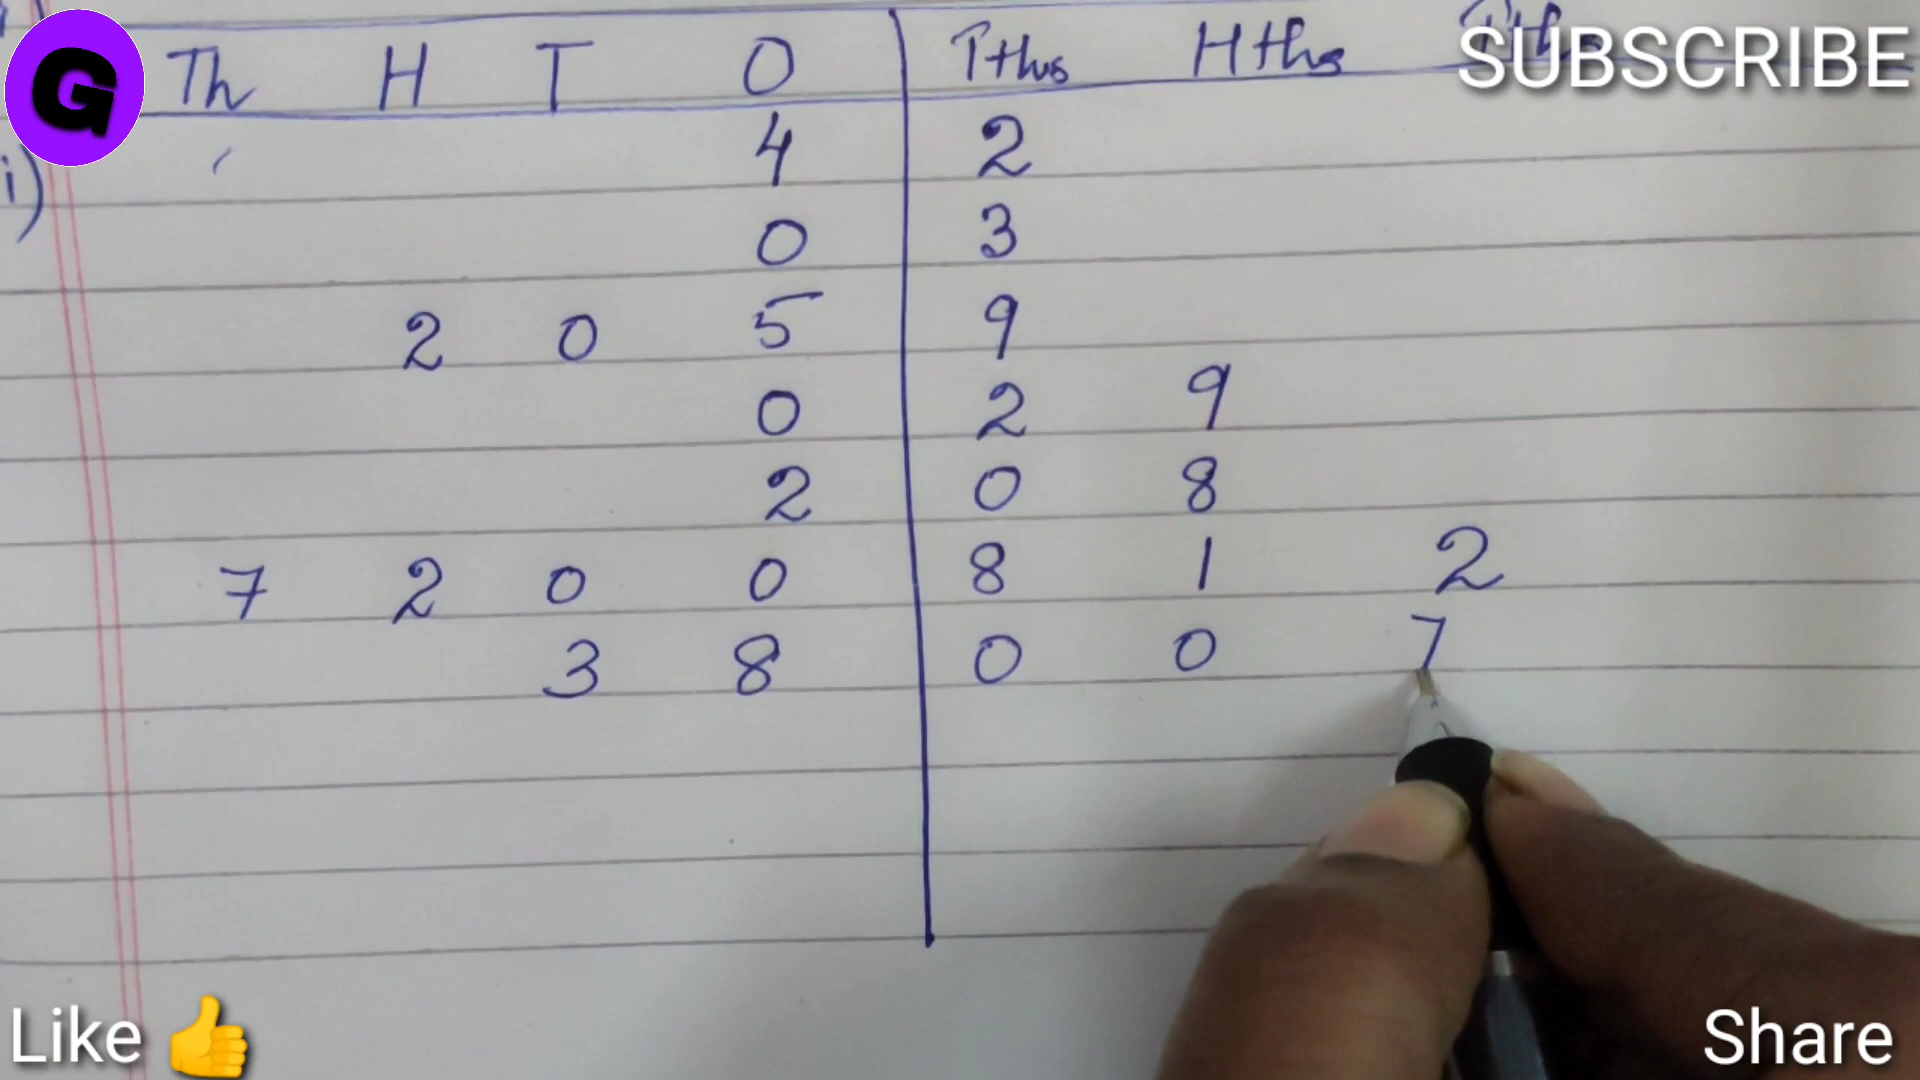 G
SUBSCRIBE
Th H T O Tths Hths
i)
4 2
0 3
2 0 5 9
0 2 9
2 0 8
7 2 0 0 8 1 2
3 8 0 0 7
Like 👍
Share